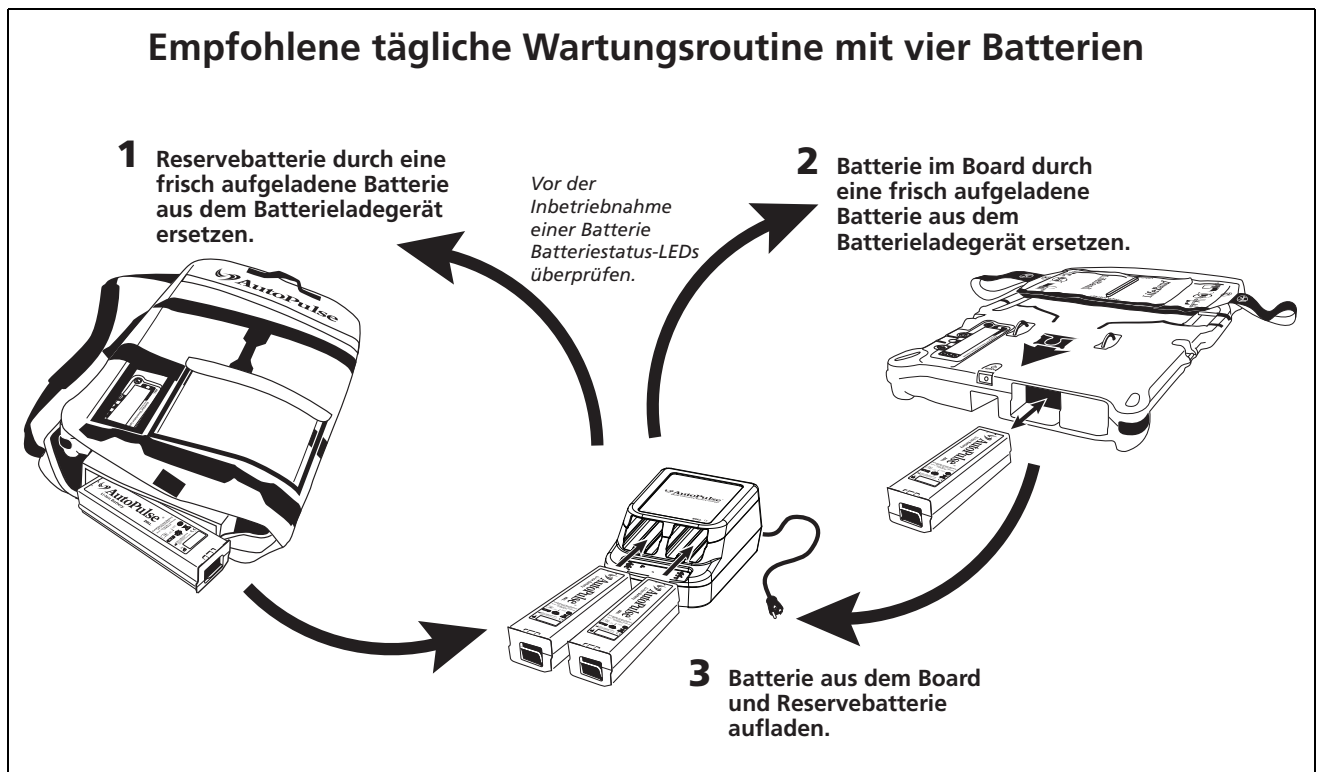 Empfohlene tägliche Wartungsroutine mit vier Batterien
1 Reservebatterie durch eine
frisch aufgeladene Batterie
aus dem Batterieladegerät
ersetzen.
Vor der
Inbetriebnahme
einer Batterie
Batteriestatus-LEDs
überprüfen.
2 Batterie im Board durch
eine frisch aufgeladene
Batterie aus dem
Batterieladegerät ersetzen.
AutoPulse
LifeBand
AutoPulse
AutoPulse
AutoPulse
AutoPulse
AutoPulse
3 Batterie aus dem Board
und Reservebatterie
aufladen.